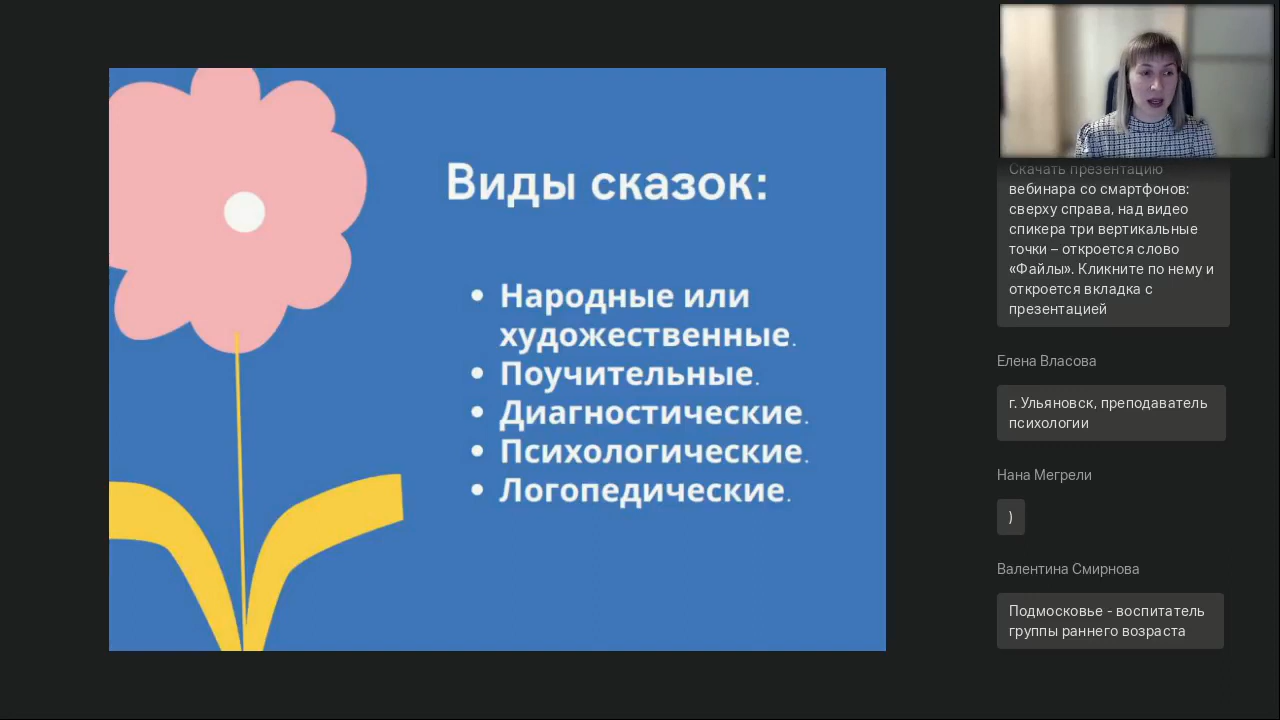 Виды сказок:
• Народные или
художественные.
• Поучительные.
• Диагностические.
• Психологические.
• Логопедические.
Скачать презентацию
вебинара со смартфонов:
сверху справа, над видео
спикера три вертикальные
точки – откроется слово
«Файлы». Кликните по нему и
откроется вкладка с
презентацией
Елена Власова
г. Ульяновск, преподаватель
психологии
Нана Мегрели
)
Валентина Смирнова
Подмосковье - воспитатель
группы раннего возраста